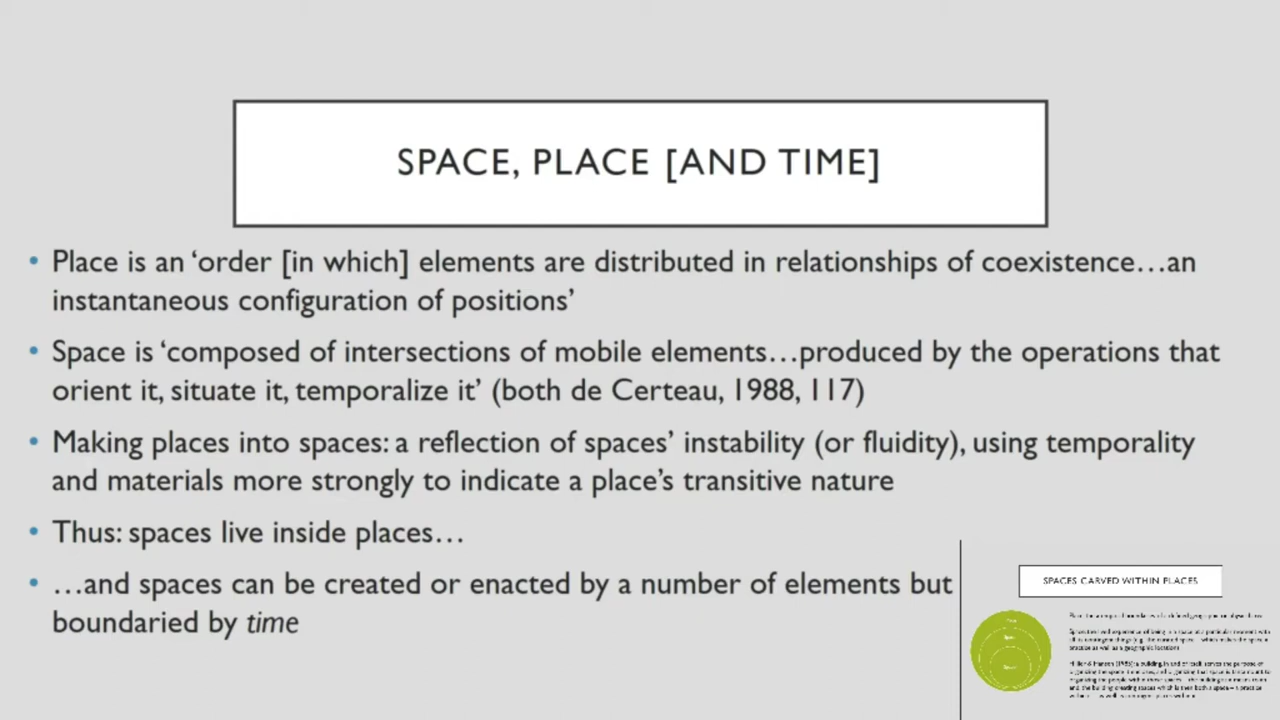 SPACE, PLACE [AND TIME]
• Place is an ‘order [in which] elements are distributed in relationships of coexistence…an
instantaneous configuration of positions’
• Space is ‘composed of intersections of mobile elements…produced by the operations that
orient it, situate it, temporalize it’ (both de Certeau, 1988, 117)
• Making places into spaces: a reflection of spaces’ instability (or fluidity), using temporality
and materials more strongly to indicate a place’s transitive nature
• Thus: spaces live inside places…
• …and spaces can be created or enacted by a number of elements but
boundaried by time
SPACES CARVED WITHIN PLACES